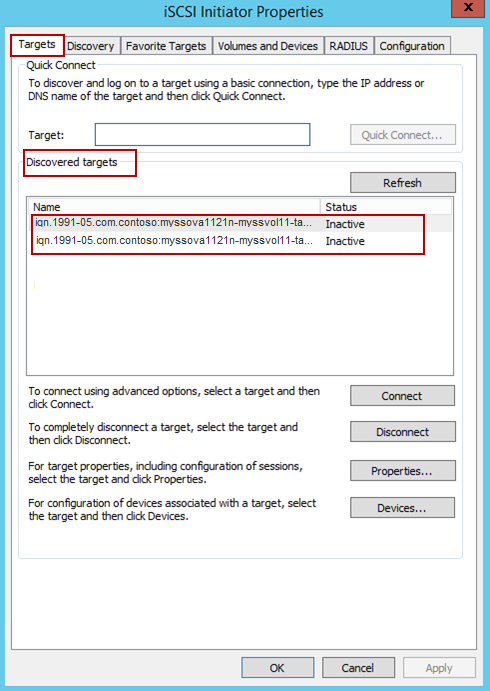 iSCSI Initiator Properties
x
Targets Discovery Favorite Targets Volumes and Devices RADIUS Configuration
Quick Connect
To discover and log on to a target using a basic connection, type the IP address or
DNS name of the target and then click Quick Connect.
Target: Quick Connect...
Discovered targets
Refresh
Name Status
iqn.1991-05.com.contoso:myssova1121n-myssvol11-ta... Inactive
iqn.1991-05.com.contoso:myssova1121n-myssvol11-ta... Inactive
To connect using advanced options, select a target and then
click Connect.
Connect
To completely disconnect a target, select the target and
then click Disconnect.
Disconnect
For target properties, including configuration of sessions,
select the target and click Properties.
Properties...
For configuration of devices associated with a target, select
the target and then click Devices.
Devices...
OK Cancel Apply